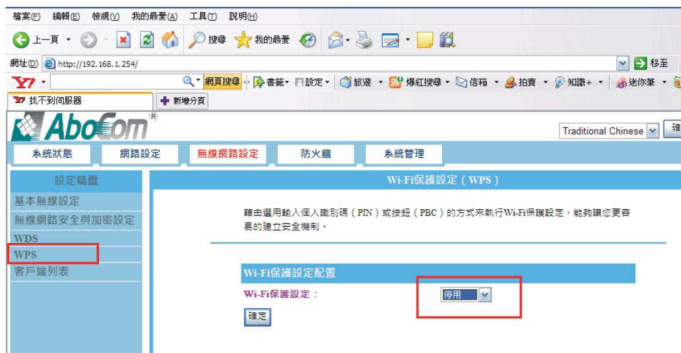 檔案(F) 編輯(E) 檢視(V) 我的最愛(A) 工具(T) 說明(H)
上一頁 搜尋 我的最愛
網址(D) http://192.168.1.254/ 移至
網頁搜尋 書籤 設定 旅遊 爆紅搜尋 信箱 拍賣 知識+ 迷你筆
找不到伺服器 新增分頁
AboCom ® Traditional Chinese 確
系統狀態 網路設定 無線網路設定 防火牆 系統管理
設定精靈
基本無線設定
無線網路安全與加密設定
WDS
WPS
客戶端列表
Wi-Fi保護設定 ( WPS )
藉由選用輸入個人識別碼 ( PIN ) 或按鈕 ( PBC ) 的方式來執行Wi-Fi保護設定,能夠讓您更容
易的建立安全機制。
Wi-Fi保護設定配置
Wi-Fi保護設定: 停用
確定